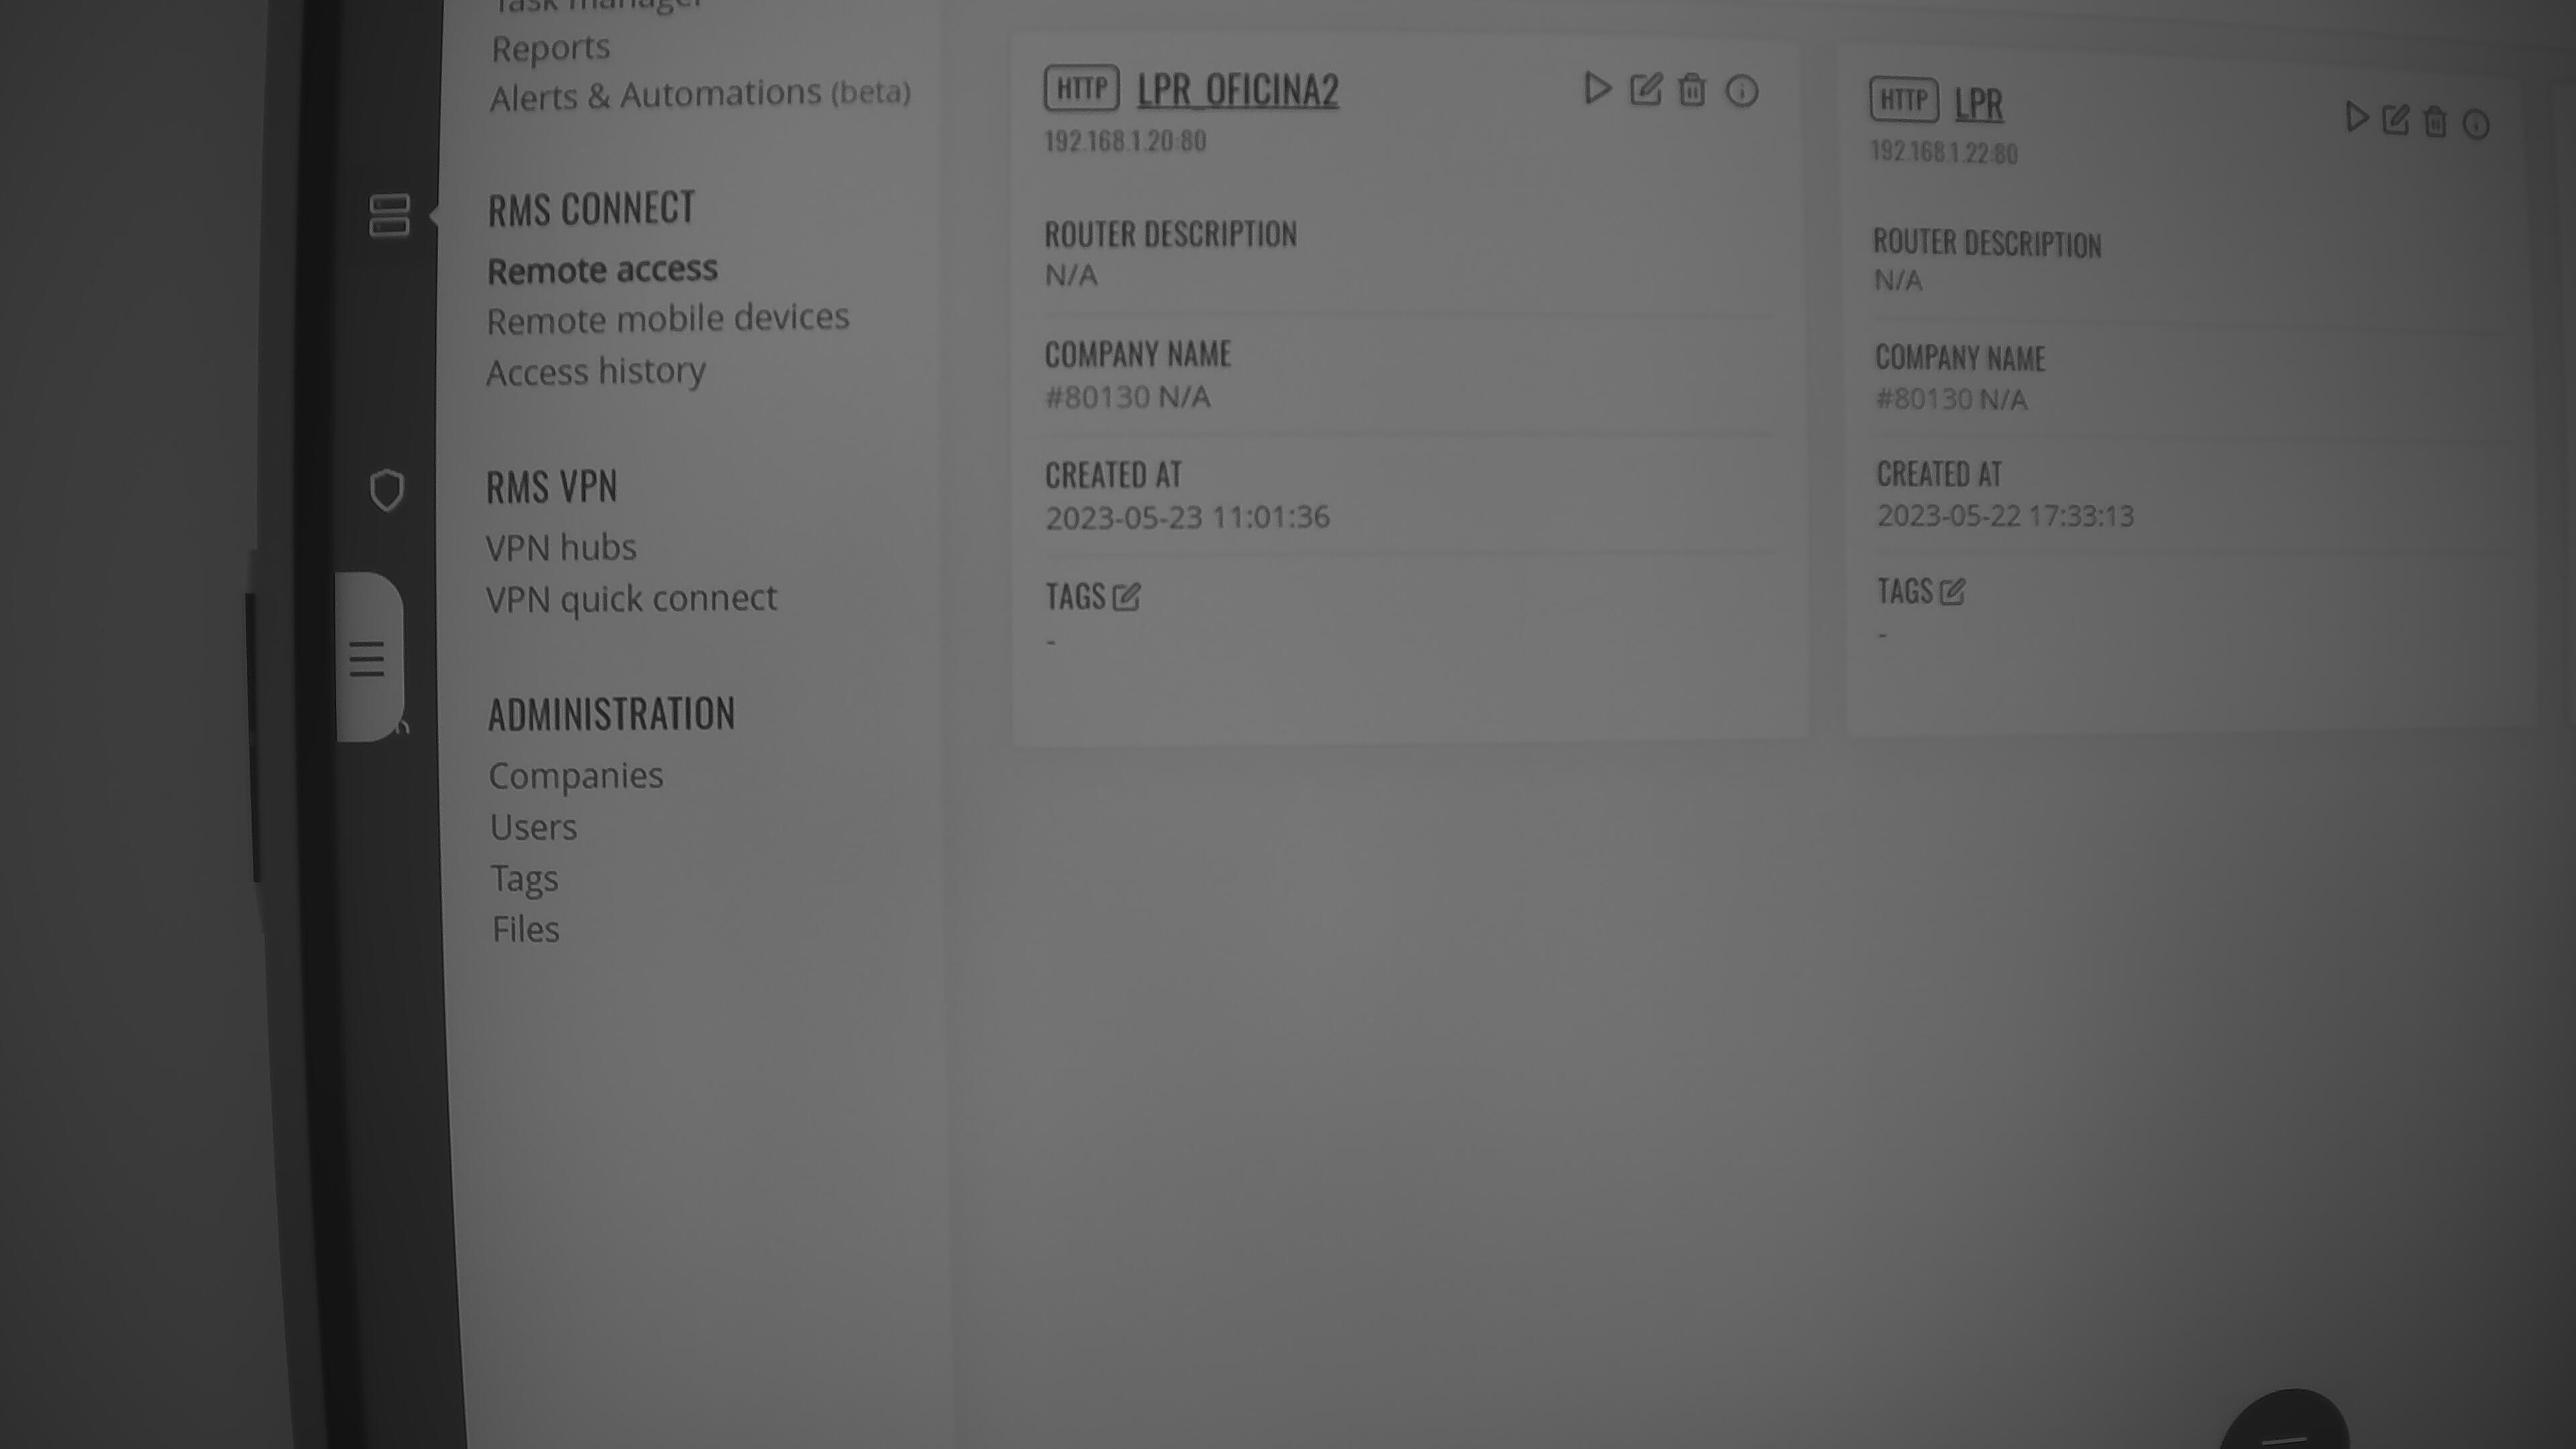 Task manager
Reports
Alerts & Automations (beta)
RMS CONNECT
Remote access
Remote mobile devices
Access history
RMS VPN
VPN hubs
VPN quick connect
ADMINISTRATION
Companies
Users
Tags
Files
HTTP LPR_OFICINA2
192.168.1.20:80
ROUTER DESCRIPTION
N/A
COMPANY NAME
#80130 N/A
CREATED AT
2023-05-23 11:01:36
TAGS
-
HTTP LPR
192.168.1.22:80
ROUTER DESCRIPTION
N/A
COMPANY NAME
#80130 N/A
CREATED AT
2023-05-22 17:33:13
TAGS
-